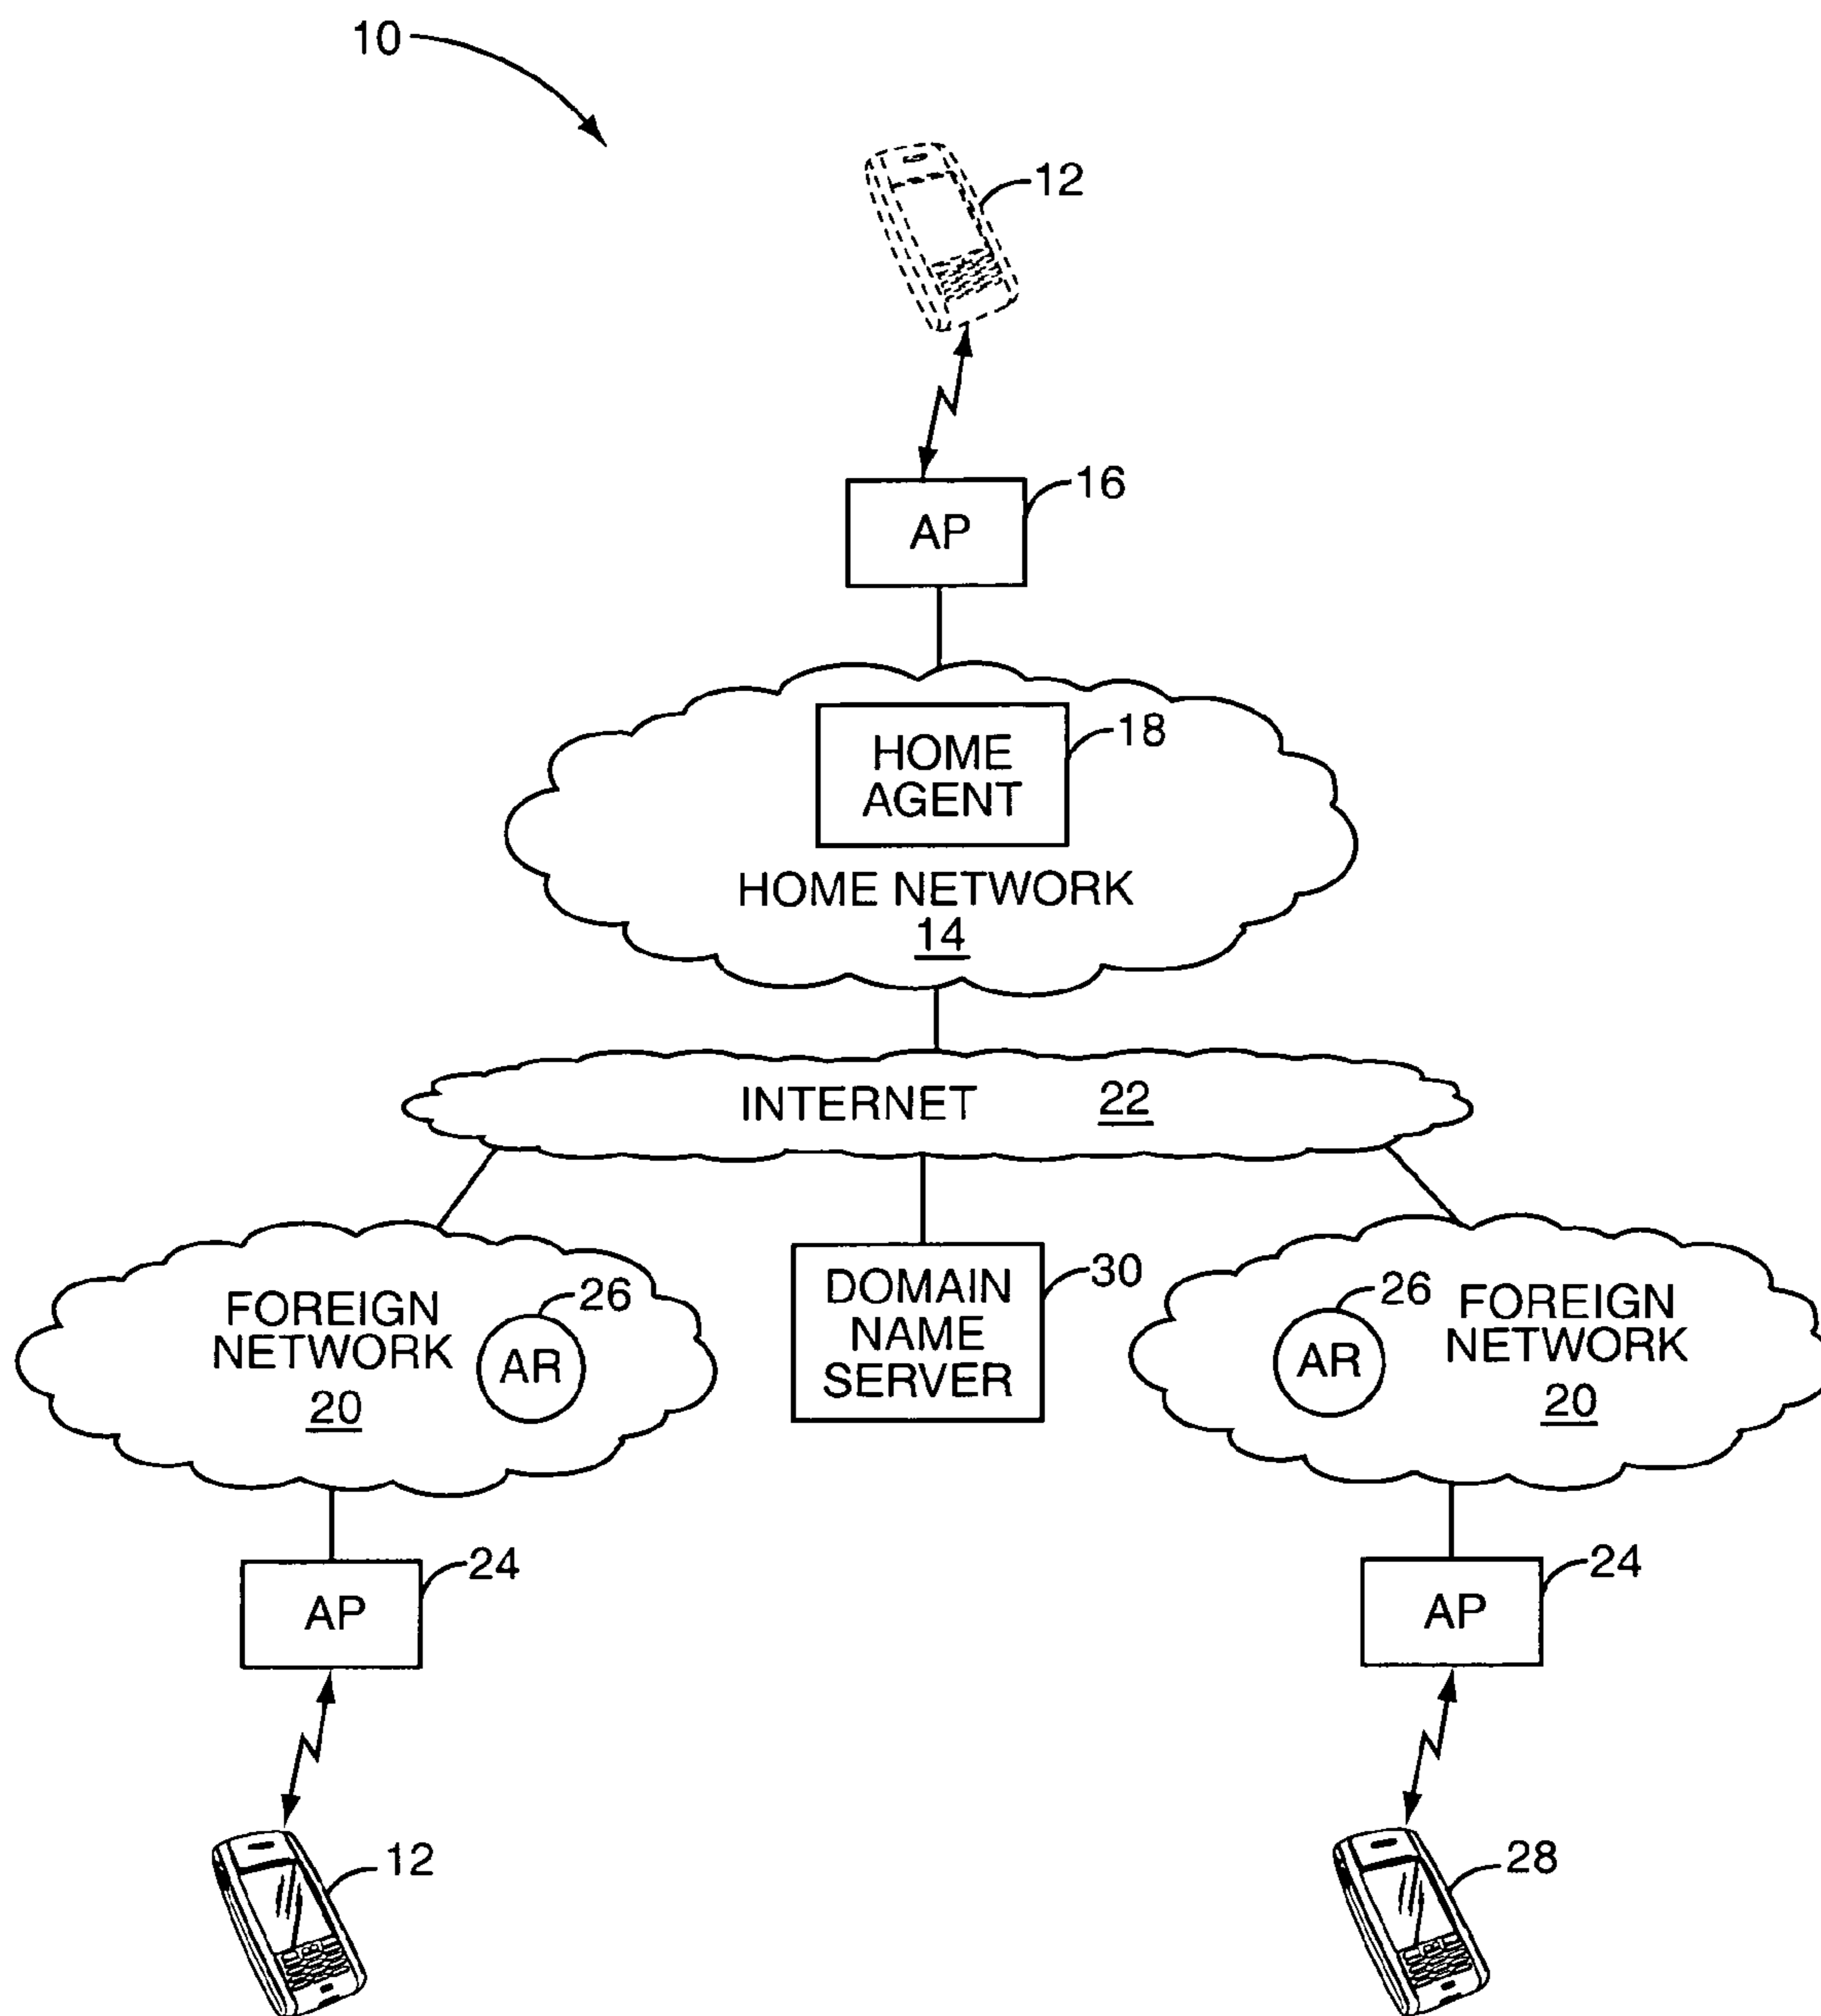 10
12
16
AP
18
HOME
AGENT
HOME NETWORK
14
INTERNET 22
FOREIGN
NETWORK
20
26
AR
DOMAIN
NAME
SERVER
30
26
AR
FOREIGN
NETWORK
20
24
AP
24
AP
12
28